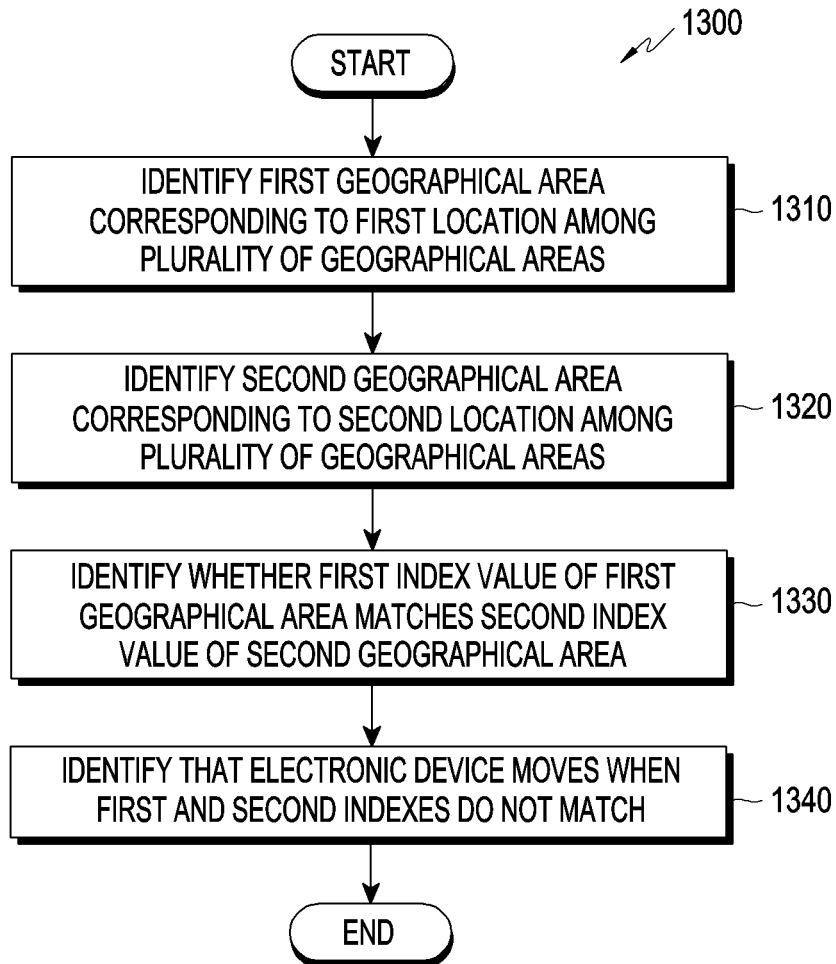 1300
START
IDENTIFY FIRST GEOGRAPHICAL AREA
CORRESPONDING TO FIRST LOCATION AMONG
PLURALITY OF GEOGRAPHICAL AREAS
1310
IDENTIFY SECOND GEOGRAPHICAL AREA
CORRESPONDING TO SECOND LOCATION AMONG
PLURALITY OF GEOGRAPHICAL AREAS
1320
IDENTIFY WHETHER FIRST INDEX VALUE OF FIRST
GEOGRAPHICAL AREA MATCHES SECOND INDEX
VALUE OF SECOND GEOGRAPHICAL AREA
1330
IDENTIFY THAT ELECTRONIC DEVICE MOVES WHEN
FIRST AND SECOND INDEXES DO NOT MATCH
1340
END